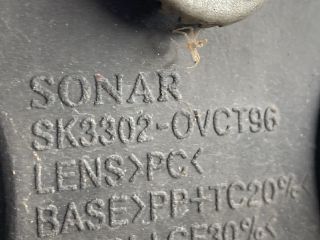 SONAR
SK3302-OVCT96
LENS>PC<
BASE>PP+TC20%<